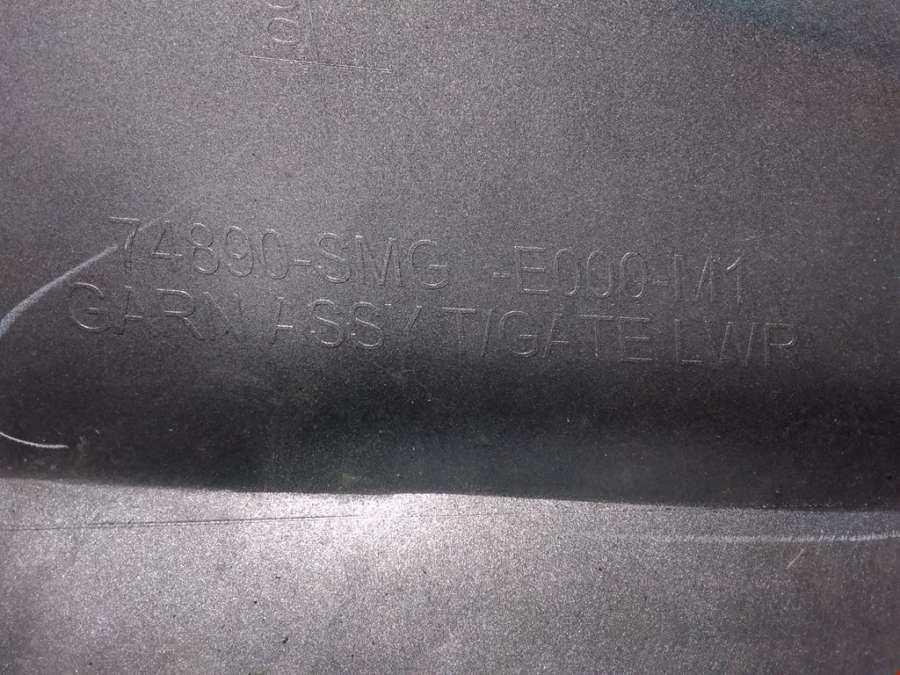 74890-SMG -E000-M1
GARN ASSY T/GATE LWR